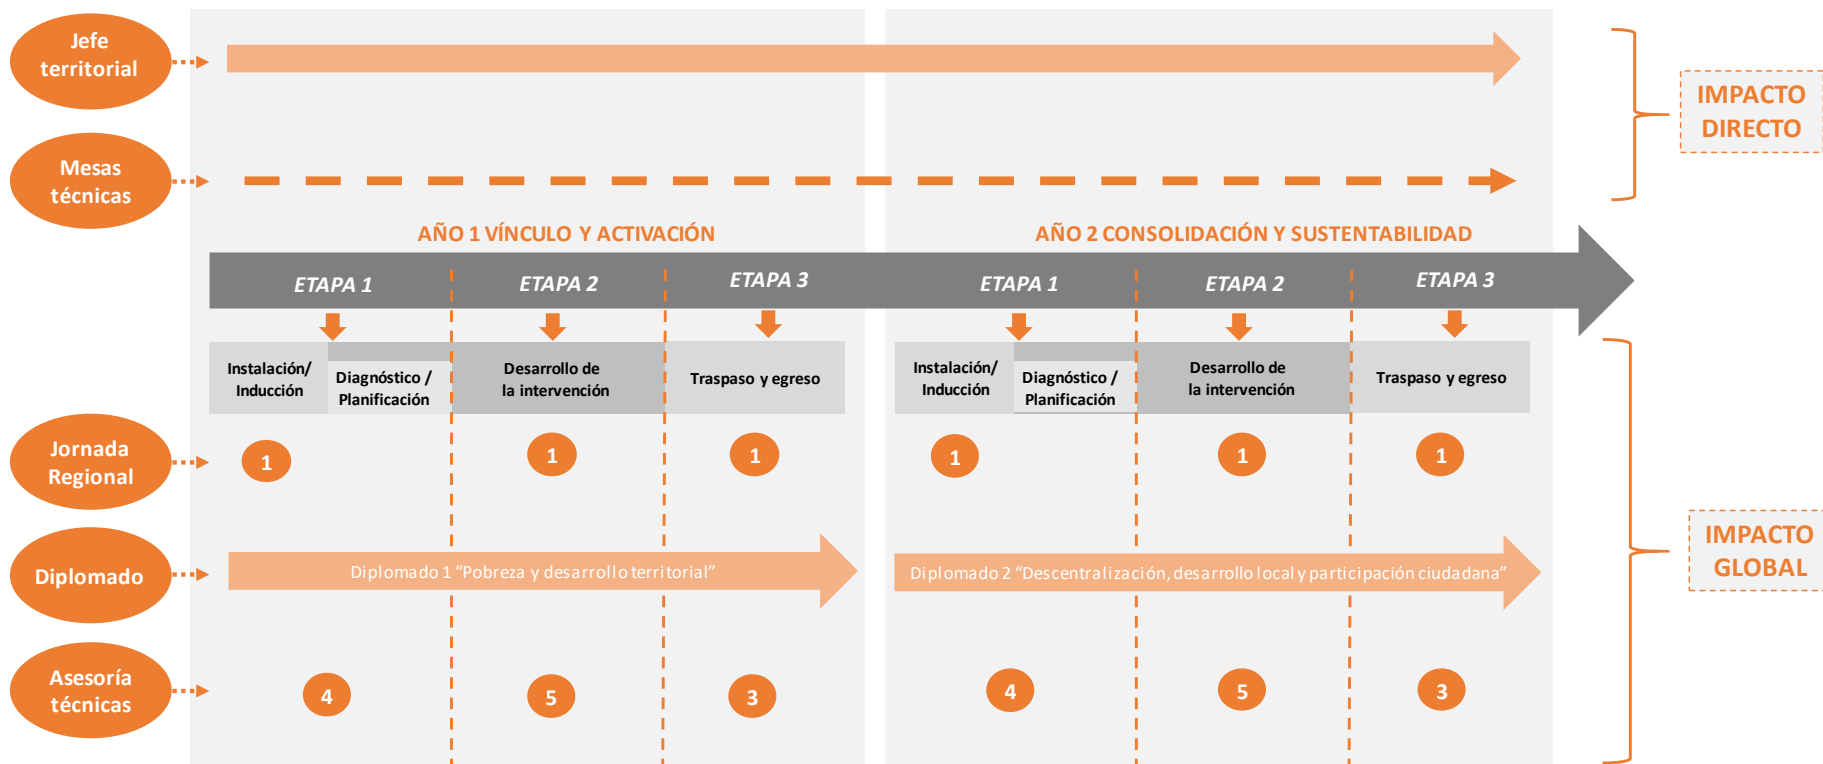 Jefe
territorial
IMPACTO
DIRECTO
Mesas
técnicas
AÑO 1 VÍNCULO Y ACTIVACIÓN
AÑO 2 CONSOLIDACIÓN Y SUSTENTABILIDAD
ETAPA 1
ETAPA 2
ETAPA 3
ETAPA 1
ETAPA 2
ETAPA 3
Instalación/
Inducción
Diagnóstico /
Planificación
Desarrollo de
la intervención
Traspaso y egreso
Instalación/
Inducción
Diagnóstico /
Planificación
Desarrollo de
la intervención
Traspaso y egreso
Jornada
Regional
1
1
1
1
1
1
Diplomado
Diplomado 1 “Pobreza y desarrollo territorial”
Diplomado 2 “Descentralización, desarrollo local y participación ciudadana”
IMPACTO
GLOBAL
Asesoría
técnicas
4
5
3
4
5
3